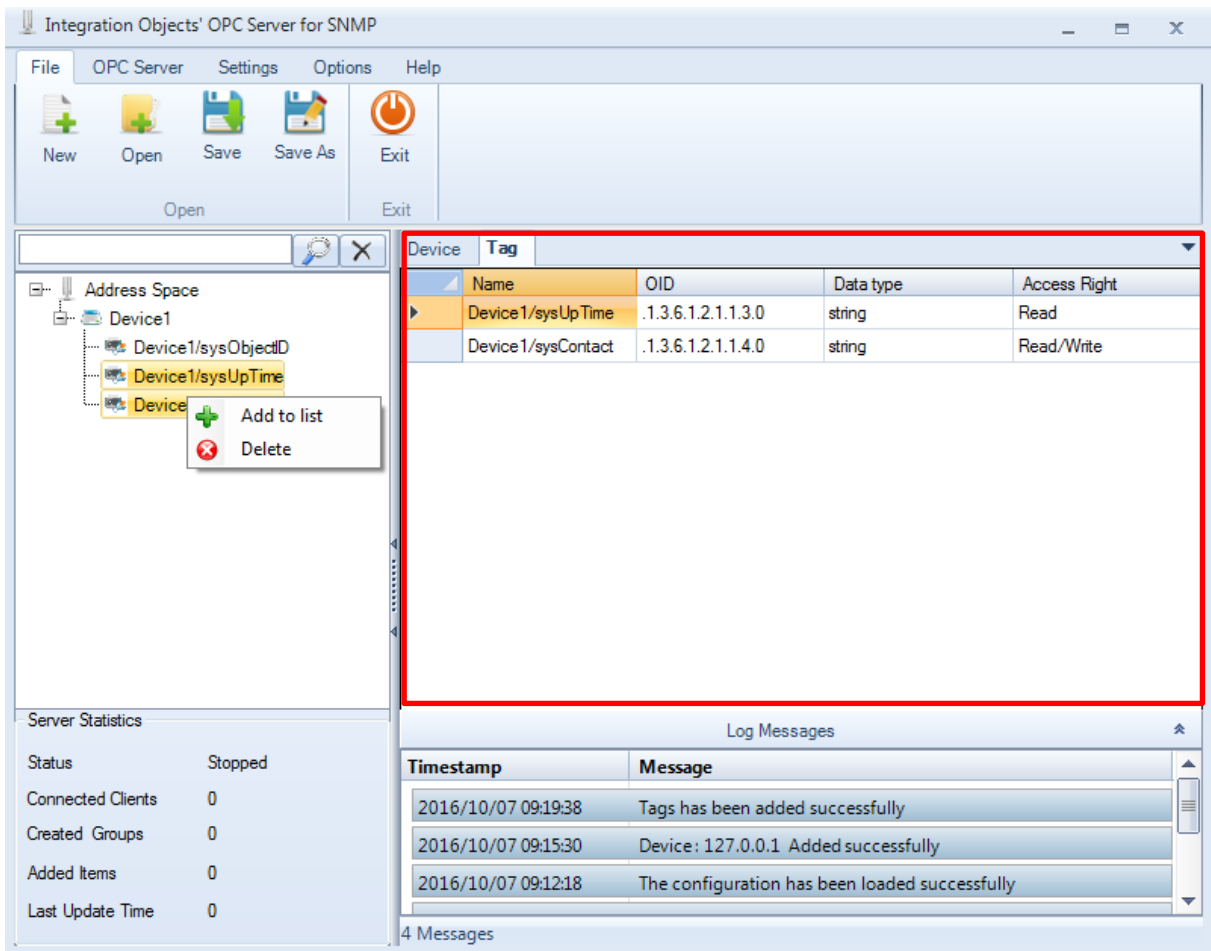 Integration Objects' OPC Server for SNMP
File OPC Server Settings Options Help
New Open Save Save As Exit
Open Exit
Device Tag
Name OID Data type Access Right
Device1/sysUpTime .1.3.6.1.2.1.1.3.0 string Read
Device1/sysContact .1.3.6.1.2.1.1.4.0 string Read/Write
Address Space
Device1
Device1/sysObjectID
Device1/sysUpTime
Device
Add to list
Delete
Server Statistics
Status Stopped
Connected Clients 0
Created Groups 0
Added Items 0
Last Update Time 0
Log Messages
Timestamp Message
2016/10/07 09:19:38 Tags has been added successfully
2016/10/07 09:15:30 Device : 127.0.0.1 Added successfully
2016/10/07 09:12:18 The configuration has been loaded successfully
4 Messages